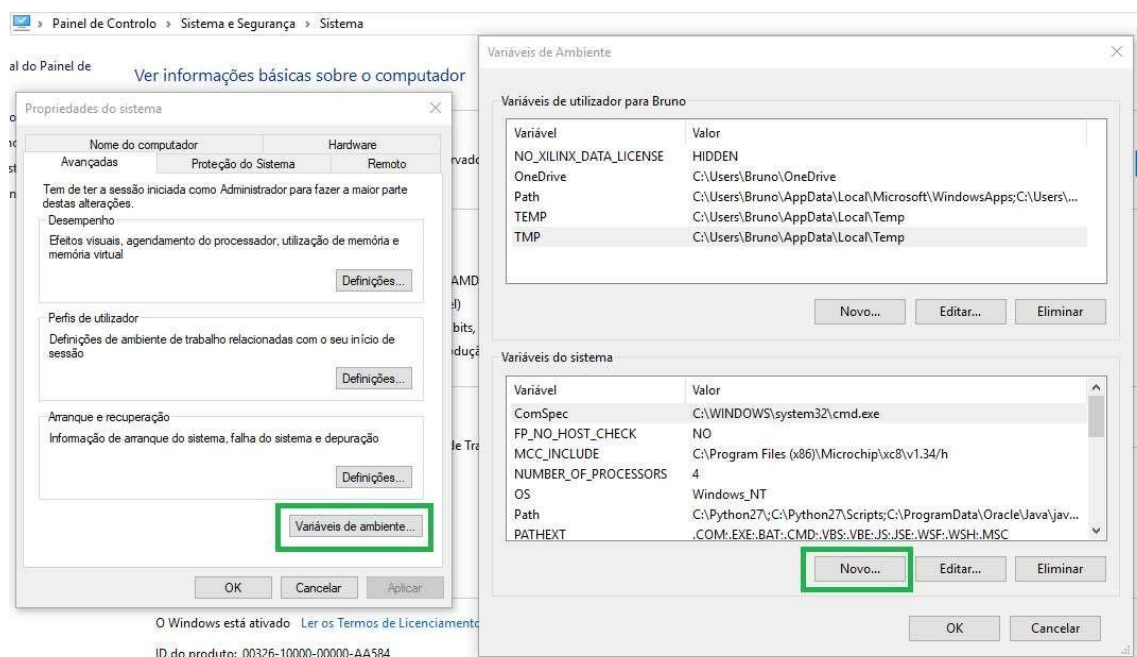 Painel de Controlo > Sistema e Segurança > Sistema
al do Painel de
Ver informações básicas sobre o computador
Propriedades do sistema
Nome do computador Hardware
Avançadas Proteção do Sistema Remoto
Tem de ter a sessão iniciada como Administrador para fazer a maior parte
destas alterações.
Desempenho
Efeitos visuais, agendamento do processador, utilização de memória e
memória virtual
Definições...
Perfis de utilizador
Definições de ambiente de trabalho relacionadas com o seu início de
sessão
Definições...
Arranque e recuperação
Informação de arranque do sistema, falha do sistema e depuração
Definições...
Variáveis de ambiente...
OK Cancelar Aplicar
AMD
bits,
de Tra
O Windows está ativado Ler os Termos de Licenciamento
ID do produto: 00326-10000-00000-AA584
Variáveis de Ambiente
Variáveis de utilizador para Bruno
Variável Valor
NO_XILINX_DATA_LICENSE HIDDEN
OneDrive C:\Users\Bruno\OneDrive
Path C:\Users\Bruno\AppData\Local\Microsoft\WindowsApps;C:\Users\...
TEMP C:\Users\Bruno\AppData\Local\Temp
TMP C:\Users\Bruno\AppData\Local\Temp
Novo... Editar... Eliminar
Variáveis do sistema
Variável Valor
ComSpec C:\WINDOWS\system32\cmd.exe
FP_NO_HOST_CHECK NO
MCC_INCLUDE C:\Program Files (x86)\Microchip\xc8\v1.34/h
NUMBER_OF_PROCESSORS 4
OS Windows_NT
Path C:\Python27\;C:\Python27\Scripts;C:\ProgramData\Oracle\Java\jav...
PATHEXT .COM;.EXE;.BAT;.CMD;.VBS;.VBE;.JS;.JSE;.WSF;.WSH;.MSC
Novo... Editar... Eliminar
OK Cancelar